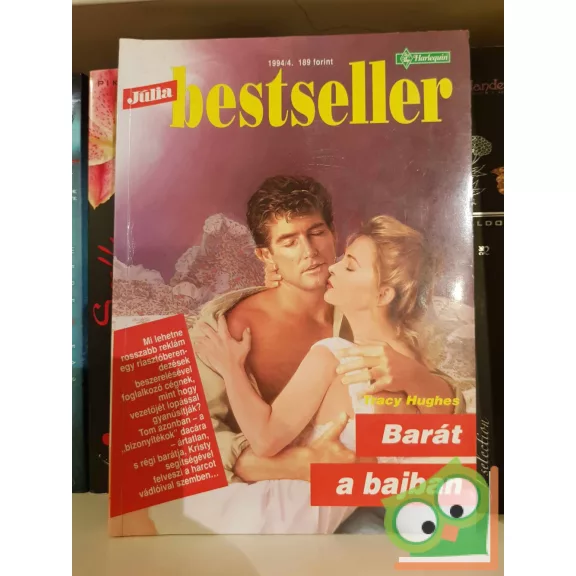 1994/4. 189 forint
Harlequin
Júlia
bestseller
Mi lehetne
rosszabb reklám
egy riasztóberen-
dezések
beszerelésével
foglalkozó cégnek,
mint hogy
vezetőjét lopással
gyanúsítják?
Tom azonban – a
„bizonyítékok” dacára
– ártatlan,
s régi barátja, Kristy
segítségével
felveszi a harcot
vádlóival szemben...
Tracy Hughes
Barát
a bajban
selection